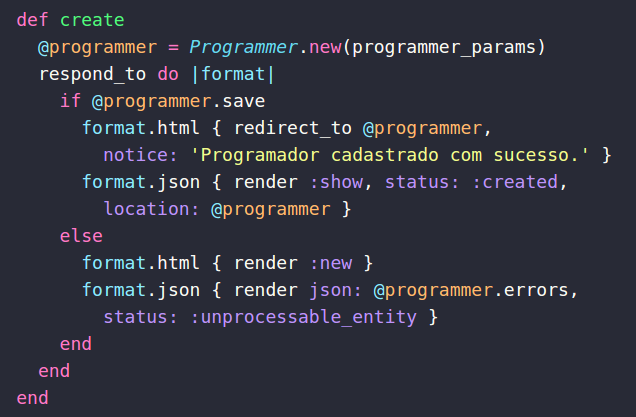 def create
  @programmer = Programmer.new(programmer_params)
  respond_to do |format|
    if @programmer.save
      format.html { redirect_to @programmer,
        notice: 'Programador cadastrado com sucesso.' }
      format.json { render :show, status: :created,
        location: @programmer }
    else
      format.html { render :new }
      format.json { render json: @programmer.errors,
        status: :unprocessable_entity }
    end
  end
end